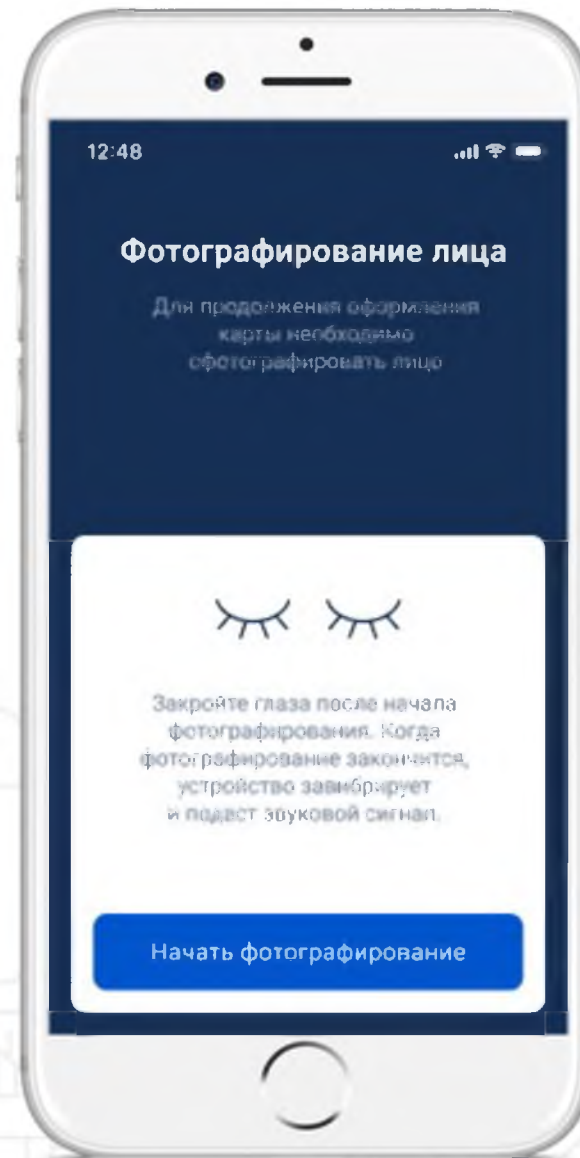 12:48
Фотографирование лица
Для продолжения оформления
карты необходимо
сфотографировать лицо
Закройте глаза после начала
фотографирования. Когда
фотографирование закончится,
устройство завибрирует
и подаст звуковой сигнал.
Начать фотографирование